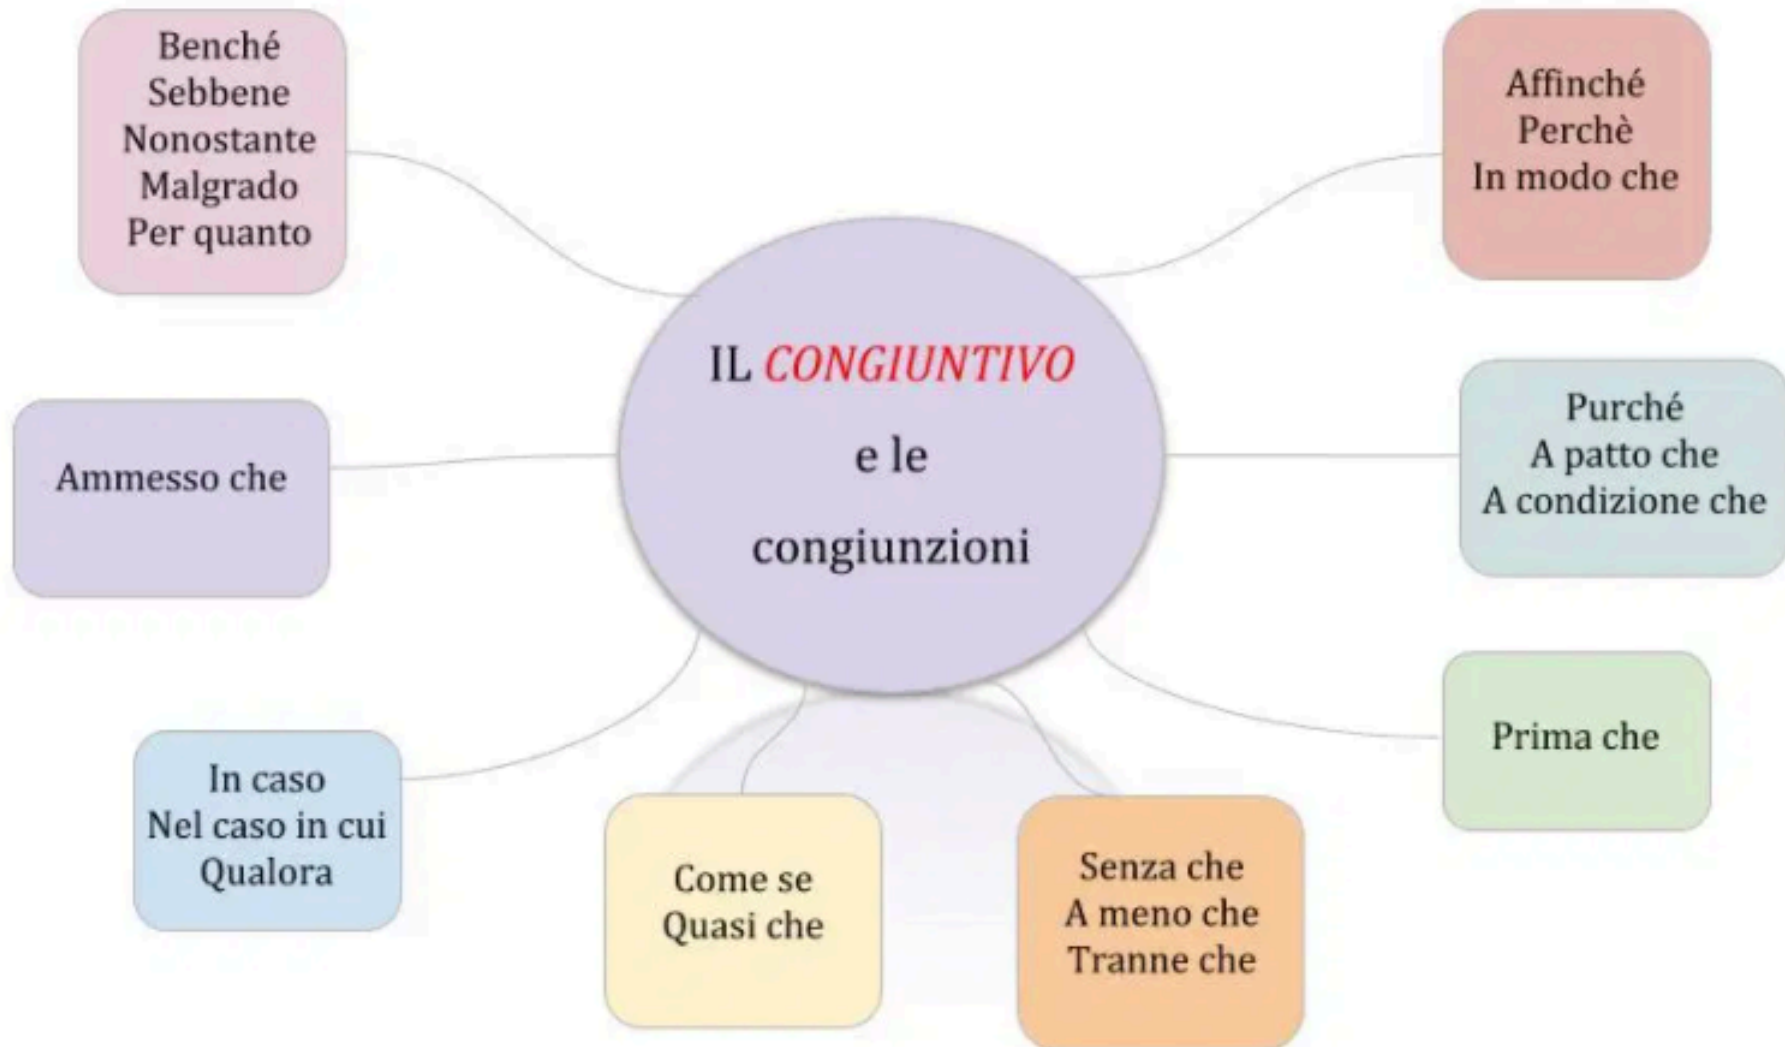 Benché
Sebbene
Nonostante
Malgrado
Per quanto
Affinché
Perchè
In modo che
IL CONGIUNTIVO
e le
congiunzioni
Ammesso che
Purché
A patto che
A condizione che
In caso
Nel caso in cui
Qualora
Come se
Quasi che
Senza che
A meno che
Tranne che
Prima che